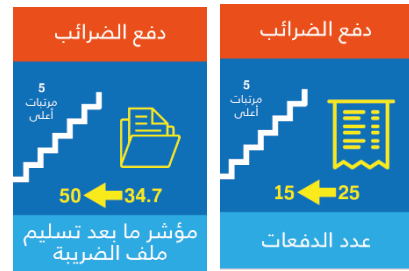 دفع الضرائب
5
مرتبات
أعلى
25
15
عدد الدفعات
دفع الضرائب
5
مرتبات
أعلى
34.7
50
مؤشر ما بعد تسليم
ملف الضريبة